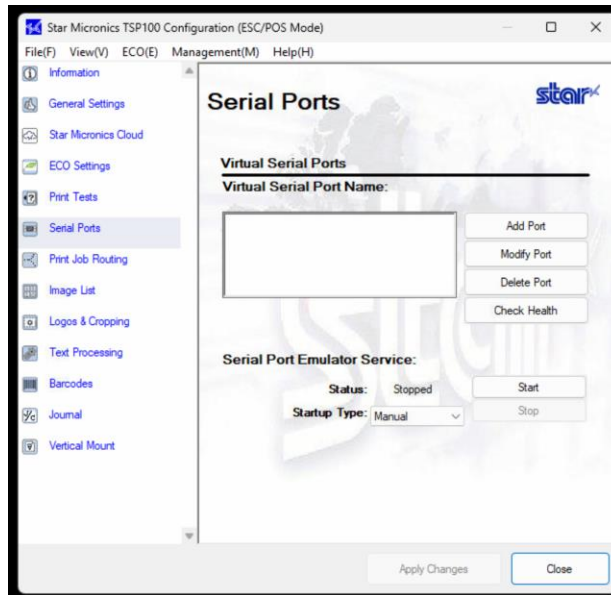 Star Micronics TSP100 Configuration (ESC/POS Mode)
File(F) View(V) ECO(E) Management(M) Help(H)
Information
General Settings
Star Micronics Cloud
ECO Settings
Print Tests
Serial Ports
Print Job Routing
Image List
Logos & Cropping
Text Processing
Barcodes
Journal
Vertical Mount
Serial Ports
star
Virtual Serial Ports
Virtual Serial Port Name:
Add Port
Modify Port
Delete Port
Check Health
Serial Port Emulator Service:
Status: Stopped Start
Startup Type: Manual Stop
Apply Changes Close